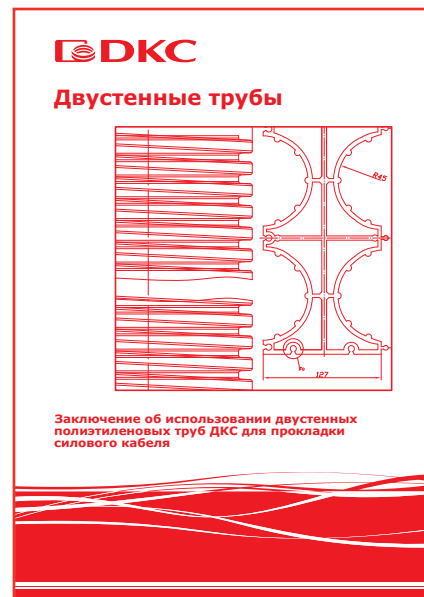 DKC
Двустенные трубы
R45
127
Заключение об использовании двустенных
полиэтиленовых труб ДКС для прокладки
силового кабеля